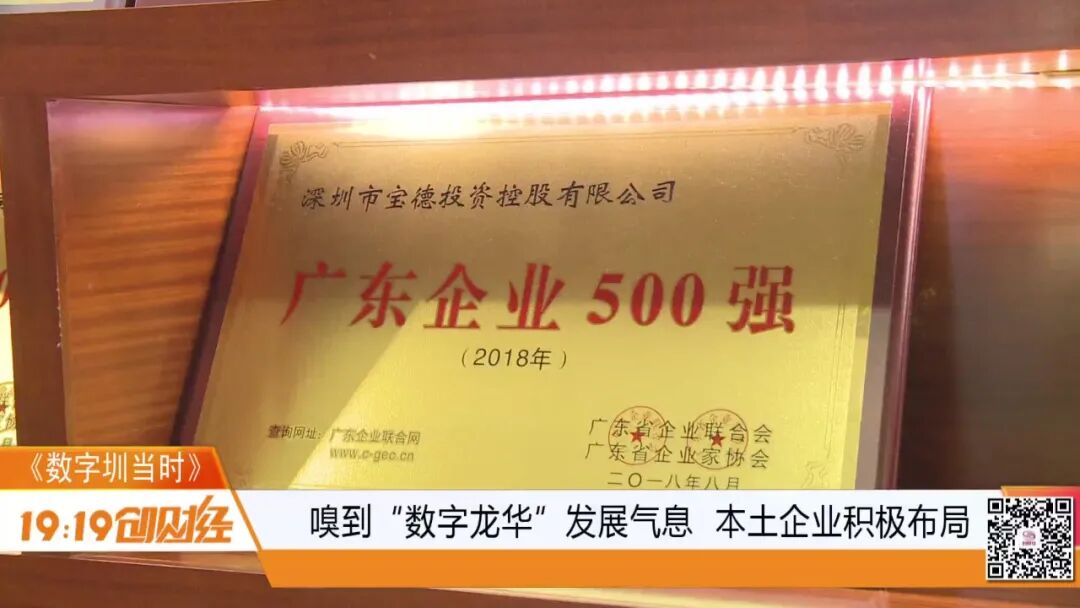 深圳市宝德投资控股有限公司
广东企业500强
（2018年）
查询网址：广东企业联合网
www.c-gec.cn
广东省企业联合会
广东省企业家协会
二〇一八年八月
《数字圳当时》
19:19创财经
嗅到“数字龙华”发展气息 本土企业积极布局